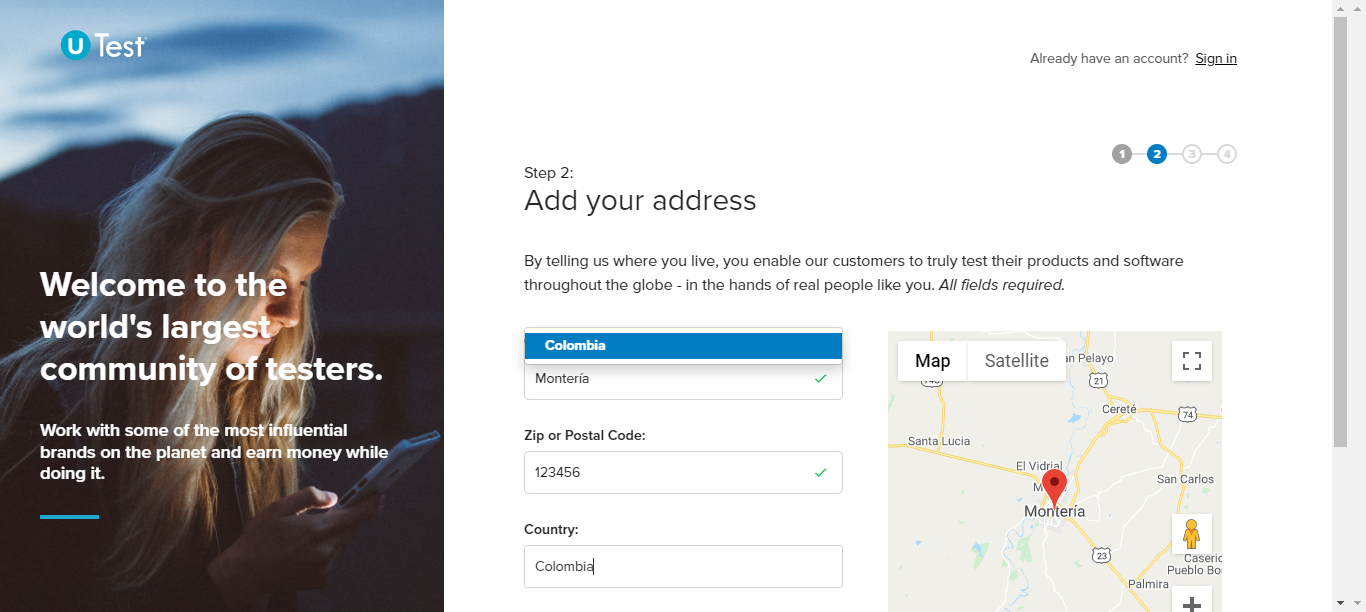 U Test
Already have an account? Sign in
1 2 3 4
Step 2:
Add your address
By telling us where you live, you enable our customers to truly test their products and software
throughout the globe - in the hands of real people like you. All fields required.
Welcome to the
world's largest
community of testers.
Work with some of the most influential
brands on the planet and earn money while
doing it.
Colombia
Montería
Zip or Postal Code:
123456
Country:
Colombia
Map Satellite
an Pelayo
21
Cereté
74
Santa Lucia
El Vidrial
San Carlos
Montería
23
Caserío
Pueblo Bo
Palmira